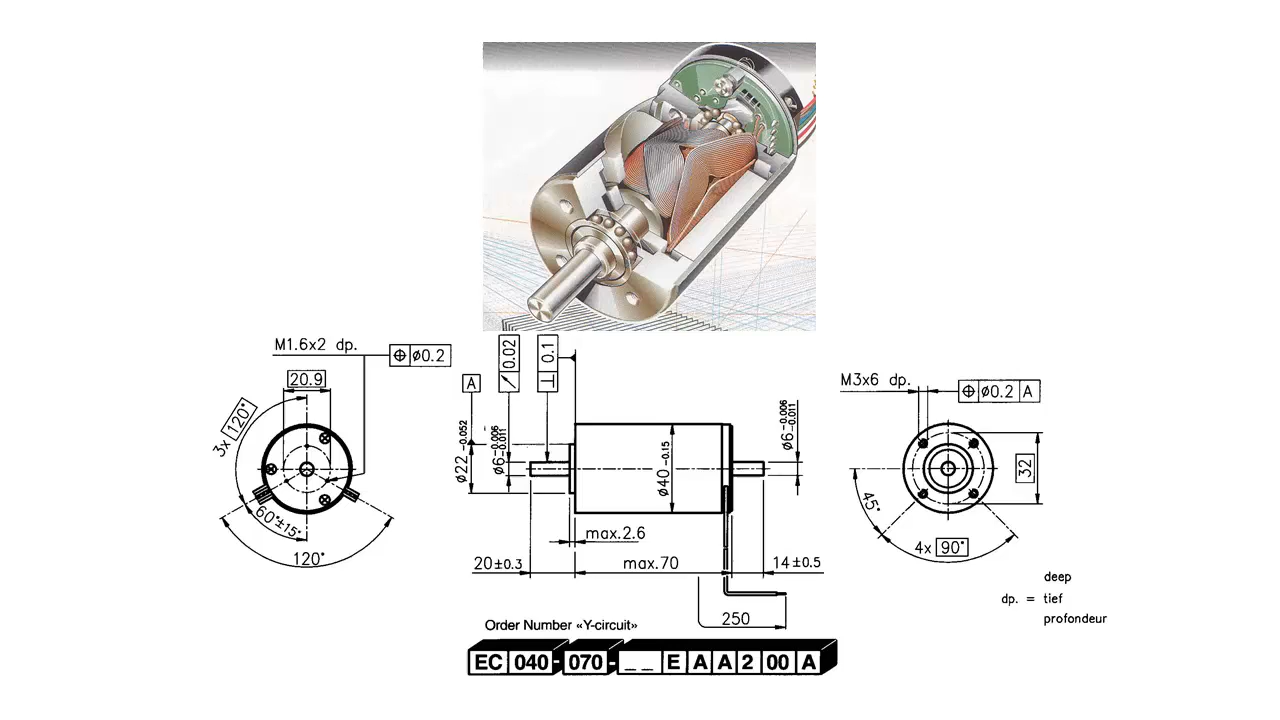 M1.6x2 dp.
⌖ ø0.2
20.9
3x 120°
60°±15°
120°
A
↗ 0.02
⊥ 0.1
ø22 -0.052
ø6 -0.006 -0.011
ø40 -0.15
ø6 -0.006 -0.011
max.2.6
20±0.3
max.70
14±0.5
250
M3x6 dp.
⌖ ø0.2 A
32
45°
4x 90°
deep
dp. = tief
profondeur
Order Number «Y-circuit»
EC 040 - 070 - _ _ E A A 2 00 A